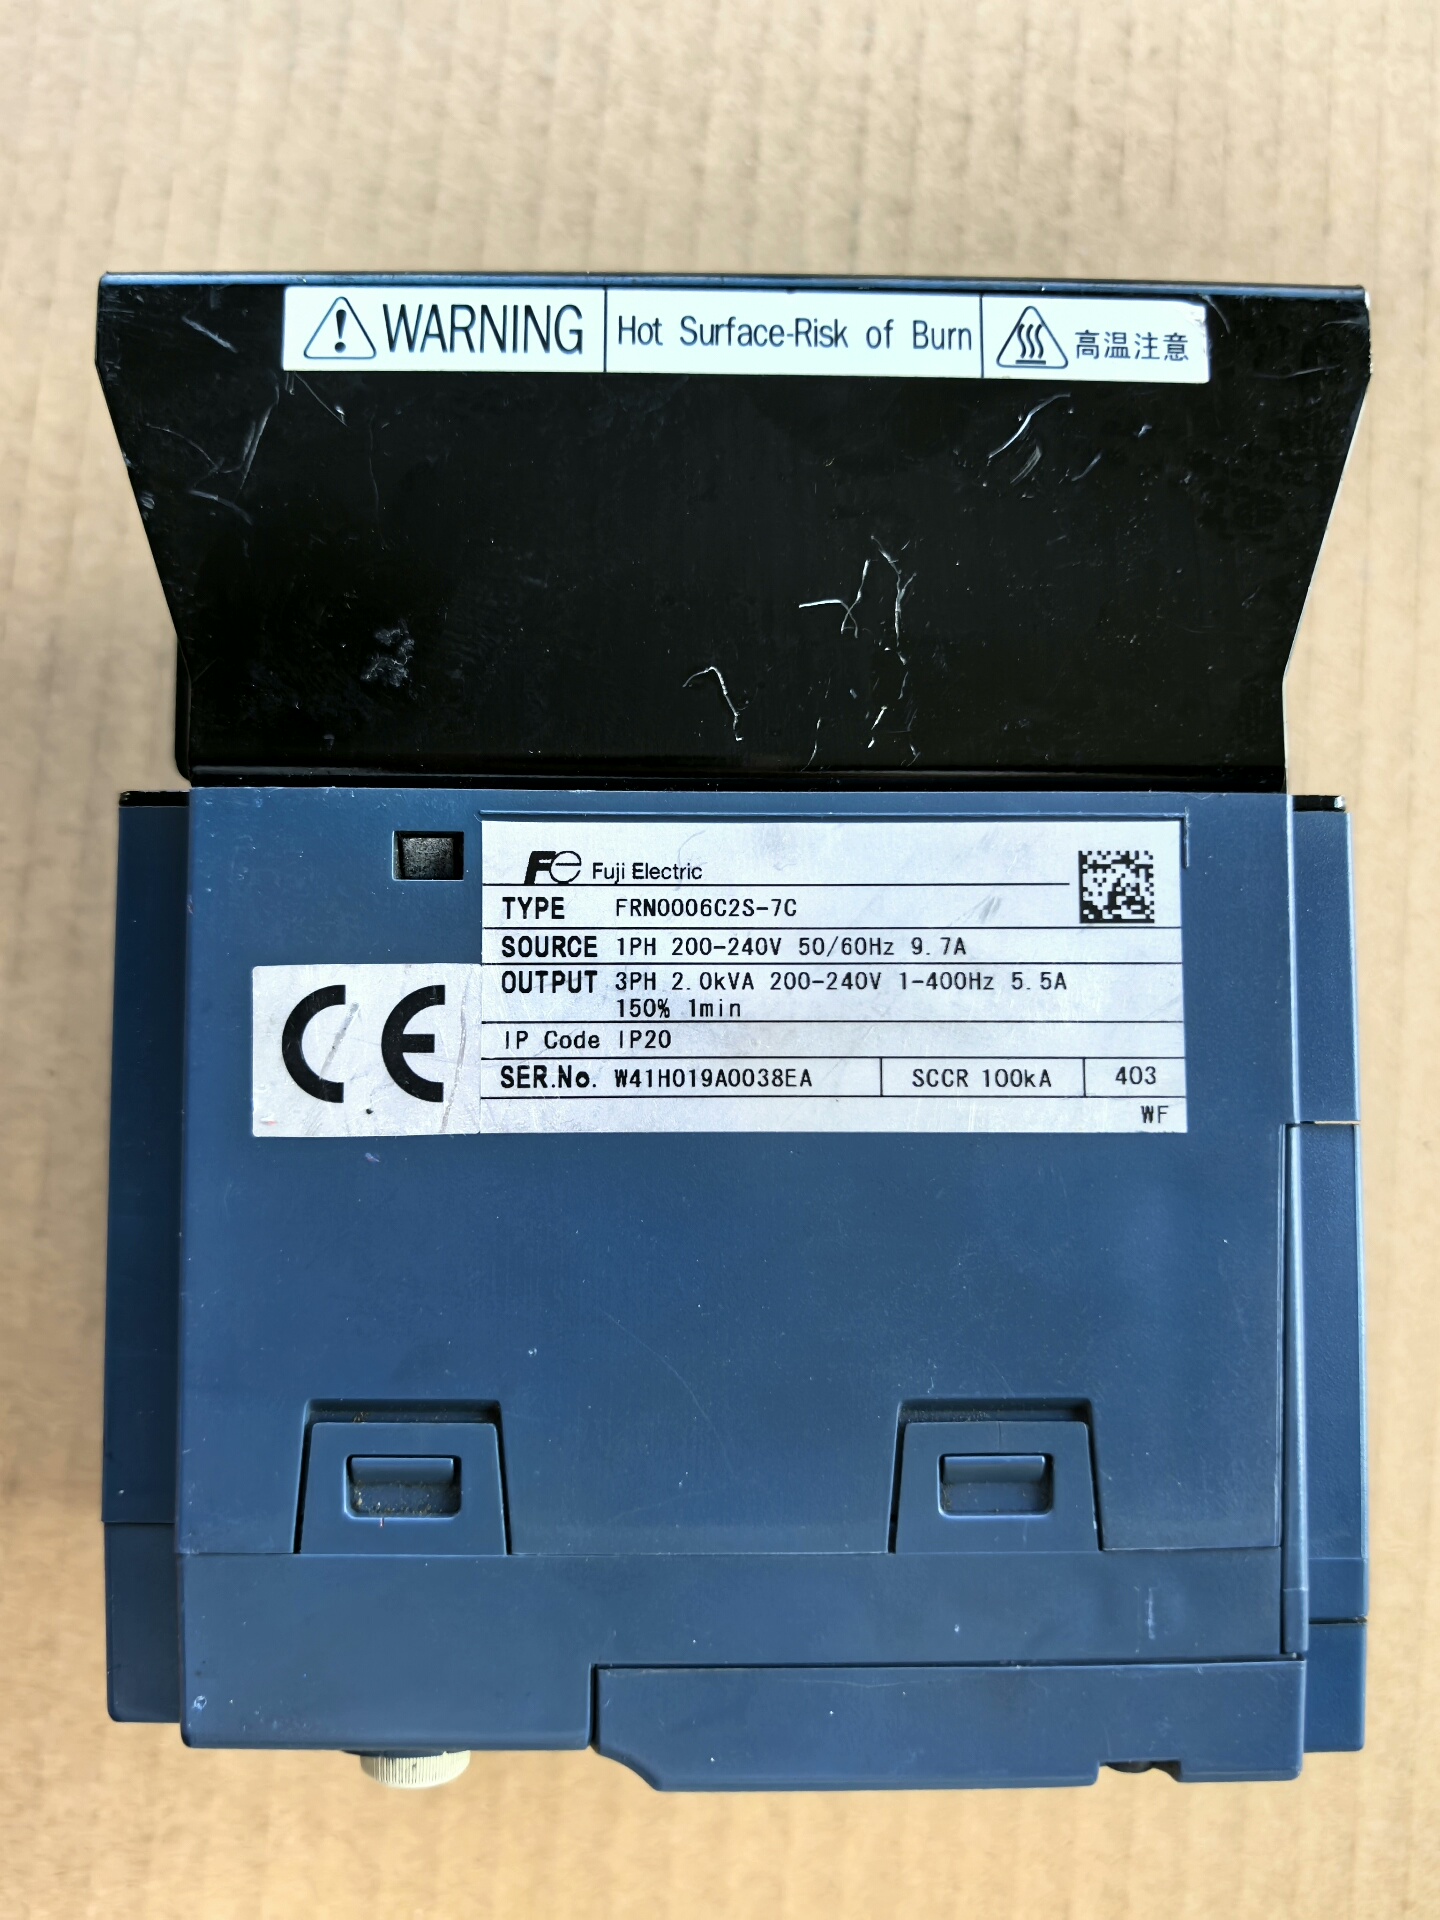 WARNING Hot Surface-Risk of Burn 高温注意
Fe Fuji Electric
TYPE FRN0006C2S-7C
SOURCE 1PH 200-240V 50/60Hz 9.7A
OUTPUT 3PH 2.0kVA 200-240V 1-400Hz 5.5A
150% 1min
IP Code IP20
SER.No. W41H019A0038EA SCCR 100kA 403
WF
CE